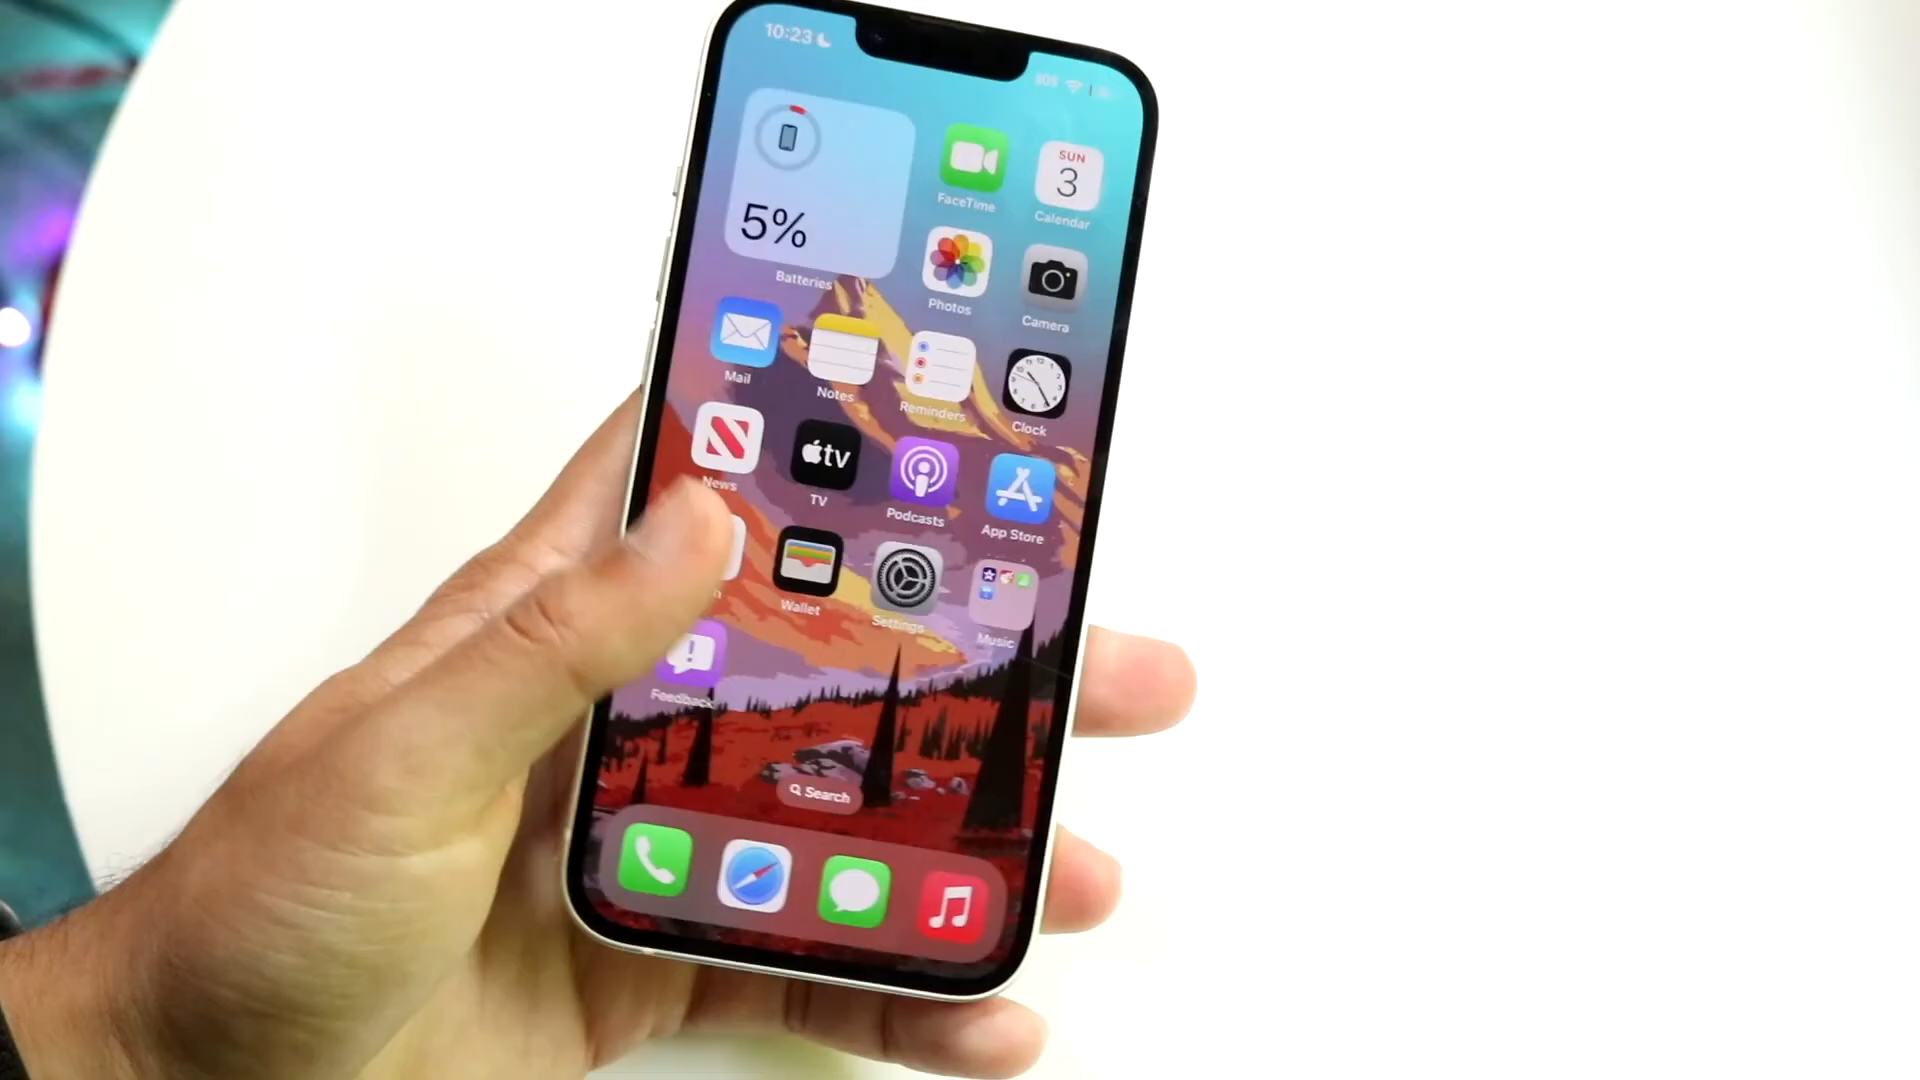 10:23
SOS
5%
Batteries
FaceTime
SUN
3
Calendar
Photos
Camera
Mail
Notes
Reminders
Clock
News
tv
TV
Podcasts
App Store
Wallet
Settings
Music
Feedback
Search